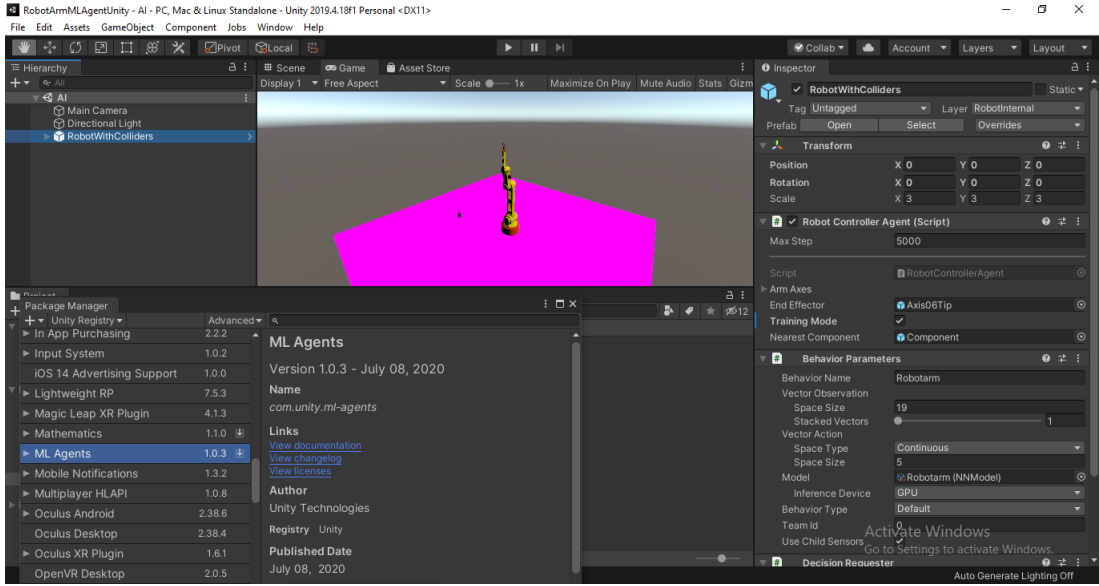 RobotArmMLAgentUnity - AI - PC, Mac & Linux Standalone - Unity 2019.4.18f1 Personal <DX11>
File Edit Assets GameObject Component Jobs Window Help
Pivot Local Collab Account Layers Layout
Hierarchy
All
AI
Main Camera
Directional Light
RobotWithColliders
Scene Game Asset Store
Display 1 Free Aspect Scale 1x Maximize On Play Mute Audio Stats Gizm
Inspector
RobotWithColliders Static
Tag Untagged Layer RobotInternal
Prefab Open Select Overrides
Transform
Position X 0 Y 0 Z 0
Rotation X 0 Y 0 Z 0
Scale X 3 Y 3 Z 3
Robot Controller Agent (Script)
Max Step 5000
Script RobotControllerAgent
Arm Axes
End Effector Axis06Tip
Training Mode
Nearest Component Component
Behavior Parameters
Behavior Name Robotarm
Vector Observation
Space Size 19
Stacked Vectors 1
Vector Action
Space Type Continuous
Space Size 5
Model Robotarm (NNModel)
Inference Device GPU
Behavior Type Default
Team Id 0
Use Child Sensors
Decision Requester
Activate Windows
Go to Settings to activate Windows.
Auto Generate Lighting Off
Project
12
Package Manager
Unity Registry Advanced
In App Purchasing 2.2.2
Input System 1.0.2
iOS 14 Advertising Support 1.0.0
Lightweight RP 7.5.3
Magic Leap XR Plugin 4.1.3
Mathematics 1.1.0
ML Agents 1.0.3
Mobile Notifications 1.3.2
Multiplayer HLAPI 1.0.8
Oculus Android 2.38.6
Oculus Desktop 2.38.4
Oculus XR Plugin 1.6.1
OpenVR Desktop 2.0.5
ML Agents
Version 1.0.3 - July 08, 2020
Name
com.unity.ml-agents
Links
View documentation
View changelog
View licenses
Author
Unity Technologies
Registry Unity
Published Date
July 08, 2020